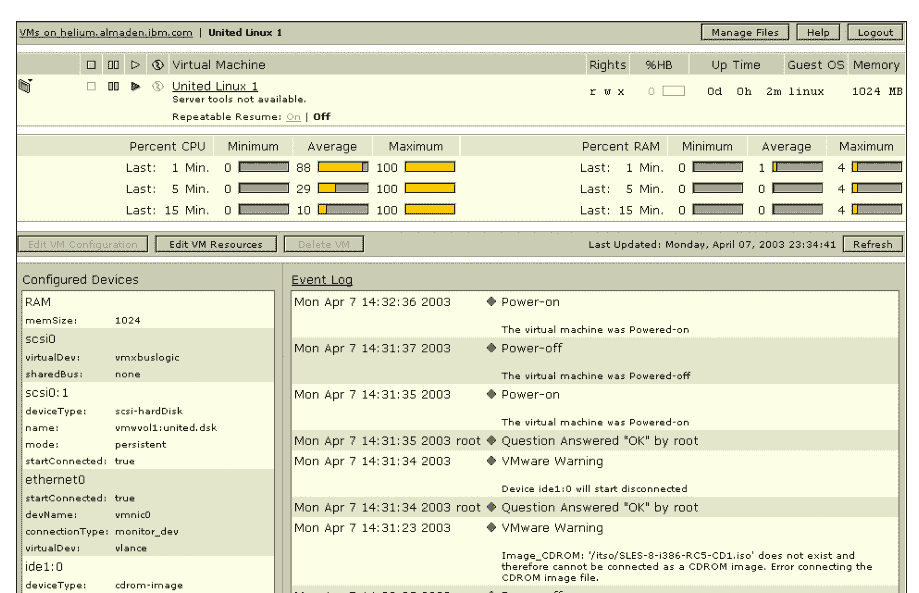 VMs on helium.almaden.ibm.com | United Linux 1 Manage Files Help Logout
Virtual Machine Rights %HB Up Time Guest OS Memory
United Linux 1 r w x 0 0d 0h 2m linux 1024 MB
Server tools not available.
Repeatable Resume: On | Off
Percent CPU Minimum Average Maximum Percent RAM Minimum Average Maximum
Last: 1 Min. 0 88 100 Last: 1 Min. 0 1 4
Last: 5 Min. 0 29 100 Last: 5 Min. 0 0 4
Last: 15 Min. 0 10 100 Last: 15 Min. 0 0 4
Edit VM Configuration Edit VM Resources Delete VM Last Updated: Monday, April 07, 2003 23:34:41 Refresh
Configured Devices
RAM
memSize: 1024
scsi0
virtualDev: vmxbuslogic
sharedBus: none
scsi0:1
deviceType: scsi-hardDisk
name: vmwvol1:united.dsk
mode: persistent
startConnected: true
ethernet0
startConnected: true
devName: vmnic0
connectionType: monitor_dev
virtualDev: vlance
ide1:0
deviceType: cdrom-image
Event Log
Mon Apr 7 14:32:36 2003 Power-on
The virtual machine was Powered-on
Mon Apr 7 14:31:37 2003 Power-off
The virtual machine was Powered-off
Mon Apr 7 14:31:35 2003 Power-on
The virtual machine was Powered-on
Mon Apr 7 14:31:35 2003 root Question Answered "OK" by root
Mon Apr 7 14:31:34 2003 VMware Warning
Device ide1:0 will start disconnected
Mon Apr 7 14:31:34 2003 root Question Answered "OK" by root
Mon Apr 7 14:31:23 2003 VMware Warning
Image_CDROM: '/itso/SLES-8-i386-RC5-CD1.iso' does not exist and
therefore cannot be connected as a CDROM image. Error connecting the
CDROM image file.